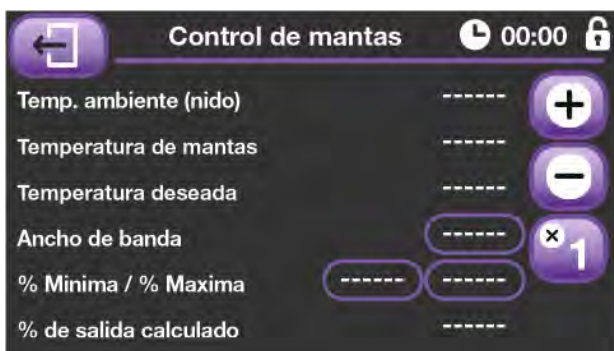 Control de mantas 00:00
Temp. ambiente (nido) ------
Temperatura de mantas ------
Temperatura deseada ------
Ancho de banda ------
% Minima / % Maxima ------ ------
% de salida calculado ------
+
−
×1